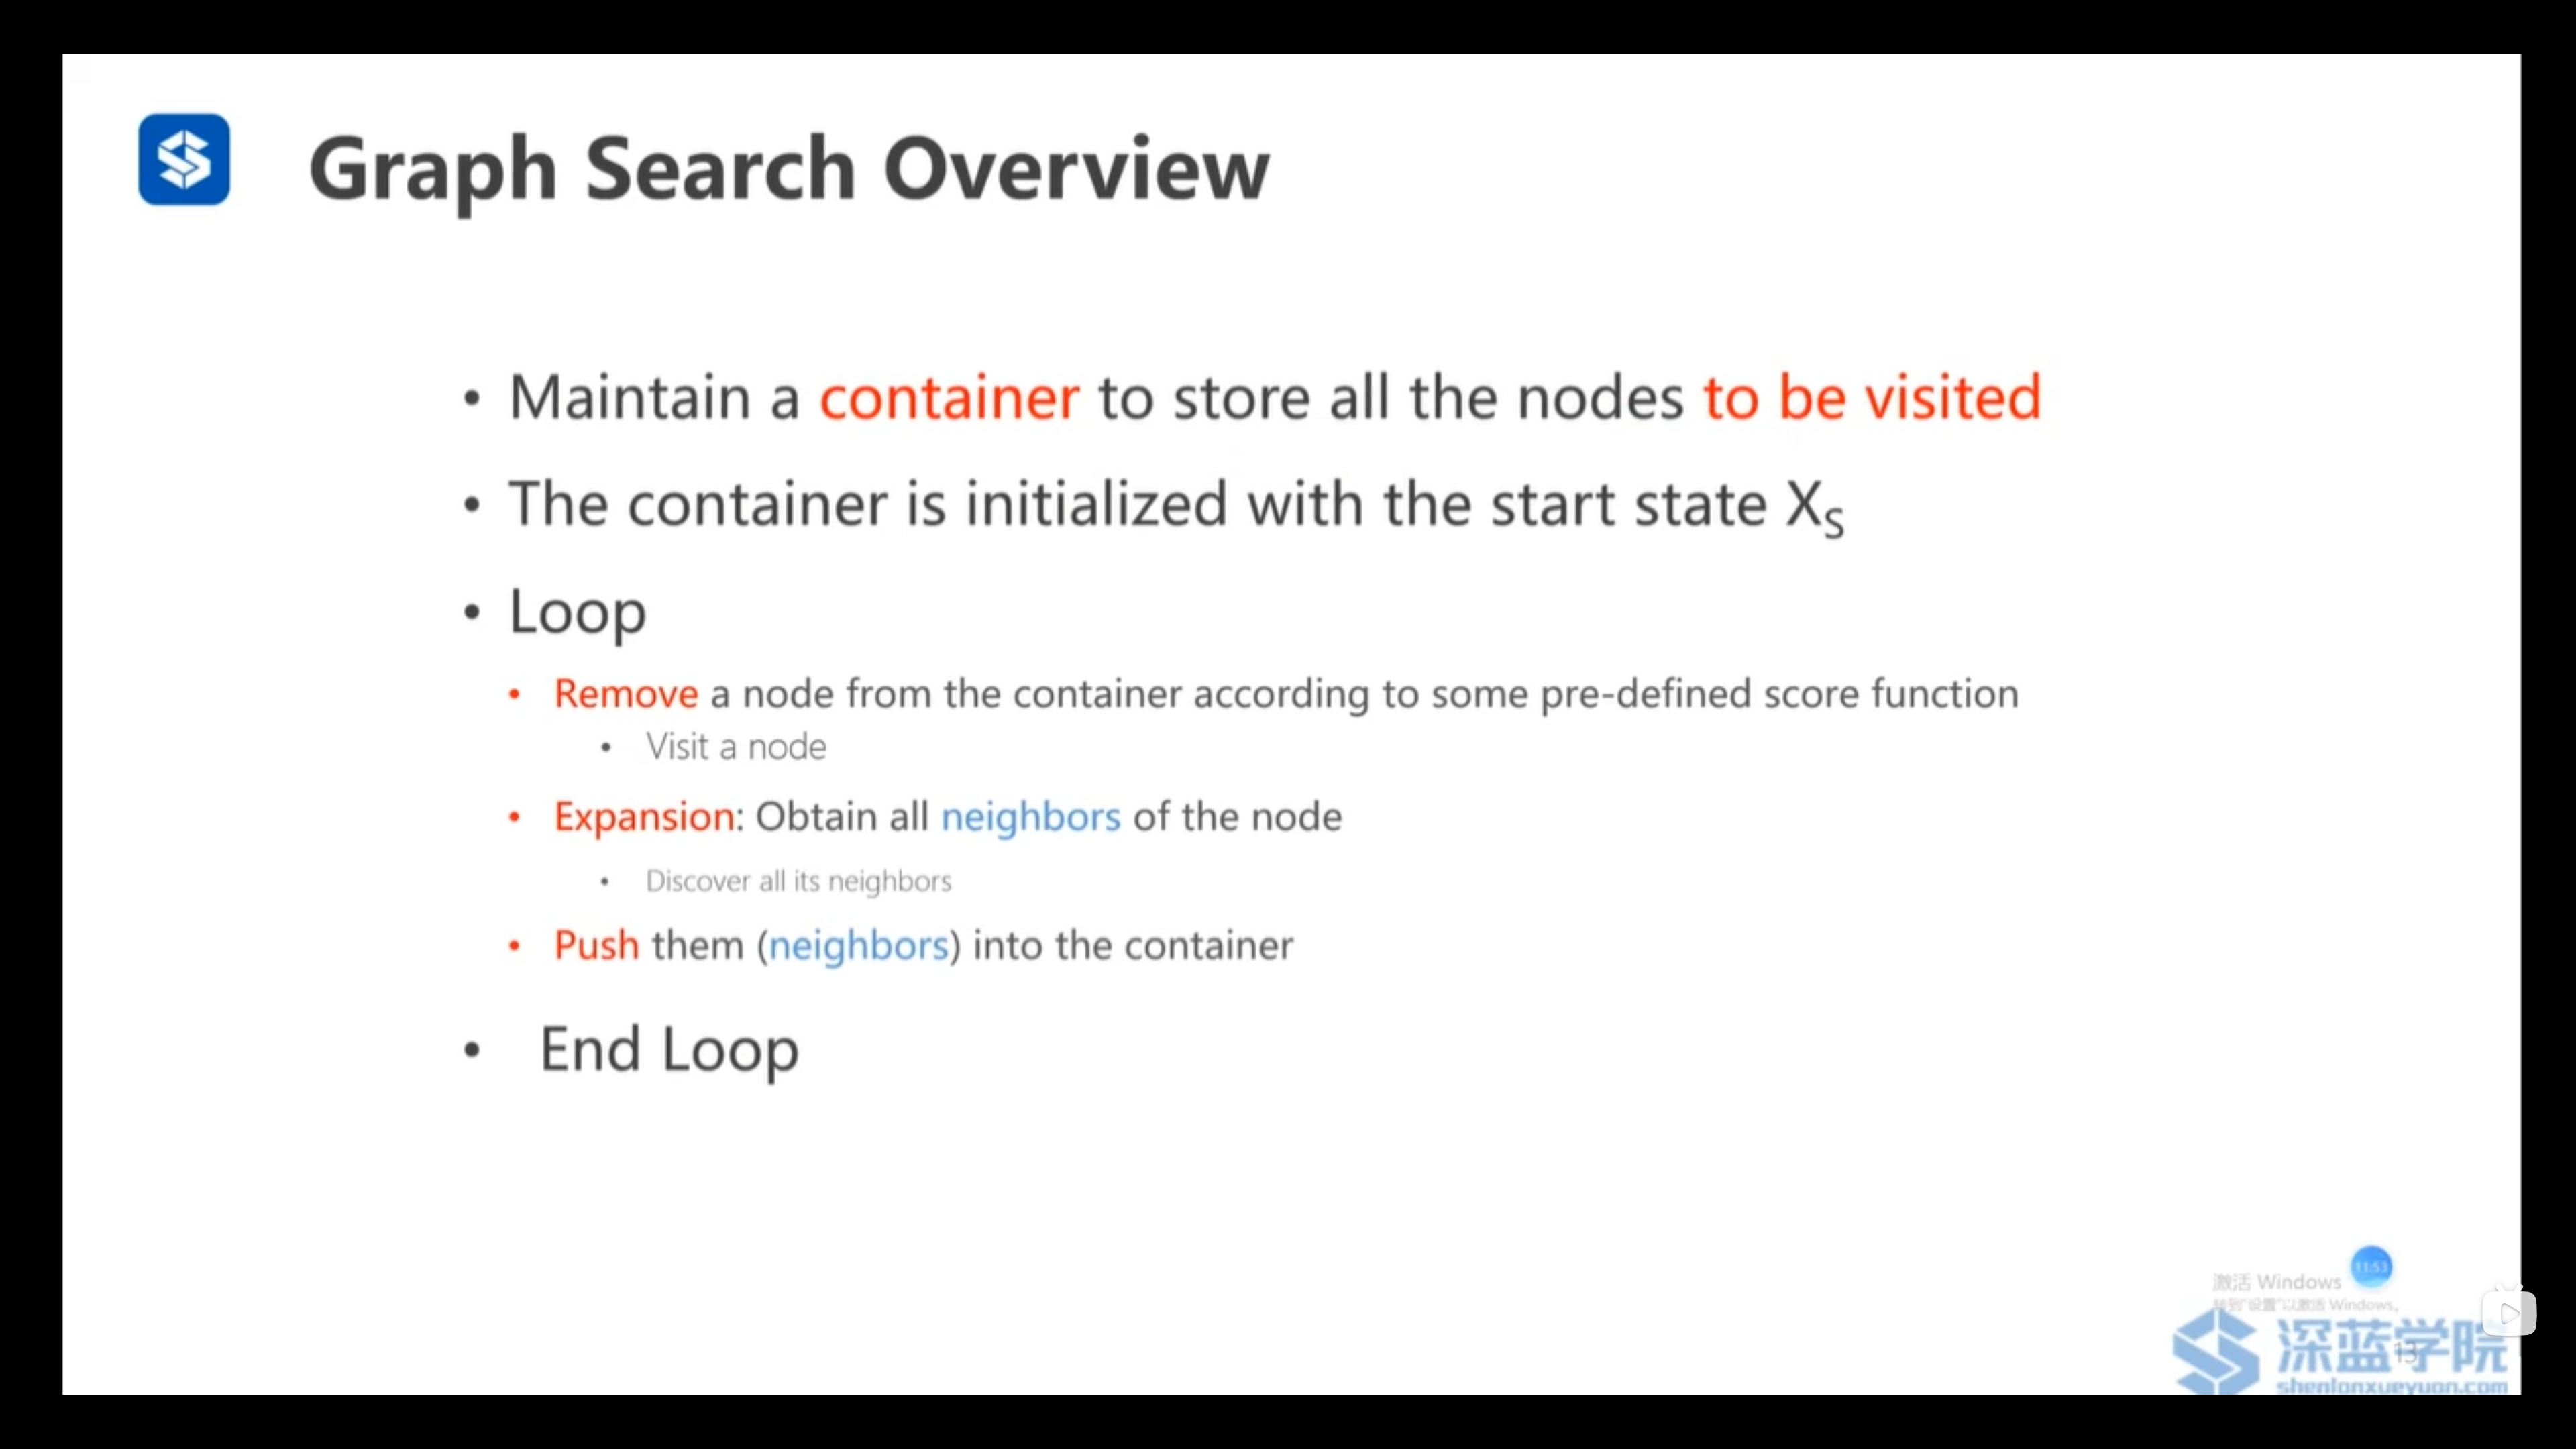 Graph Search Overview
• Maintain a container to store all the nodes to be visited
• The container is initialized with the start state XS
• Loop
• Remove a node from the container according to some pre-defined score function
• Visit a node
• Expansion: Obtain all neighbors of the node
• Discover all its neighbors
• Push them (neighbors) into the container
• End Loop
11:53
激活 Windows
转到"设置"以激活 Windows。
深蓝学院
13
shenlanxueyuan.com